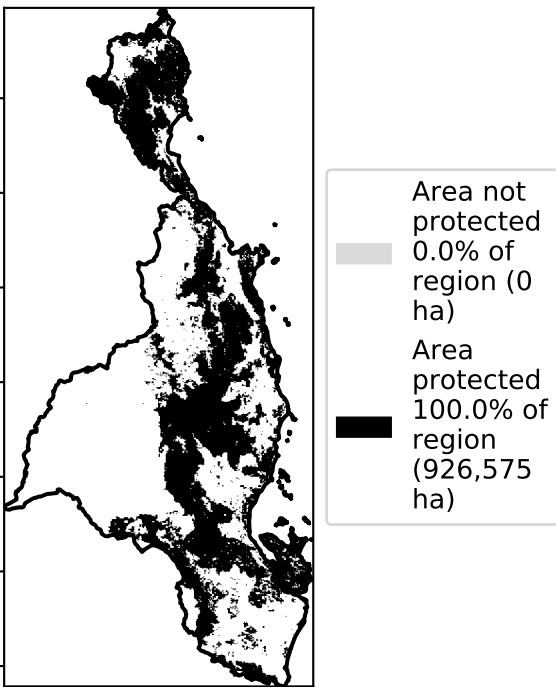 Area not
protected
0.0% of
region (0
ha)
Area
protected
100.0% of
region
(926,575
ha)